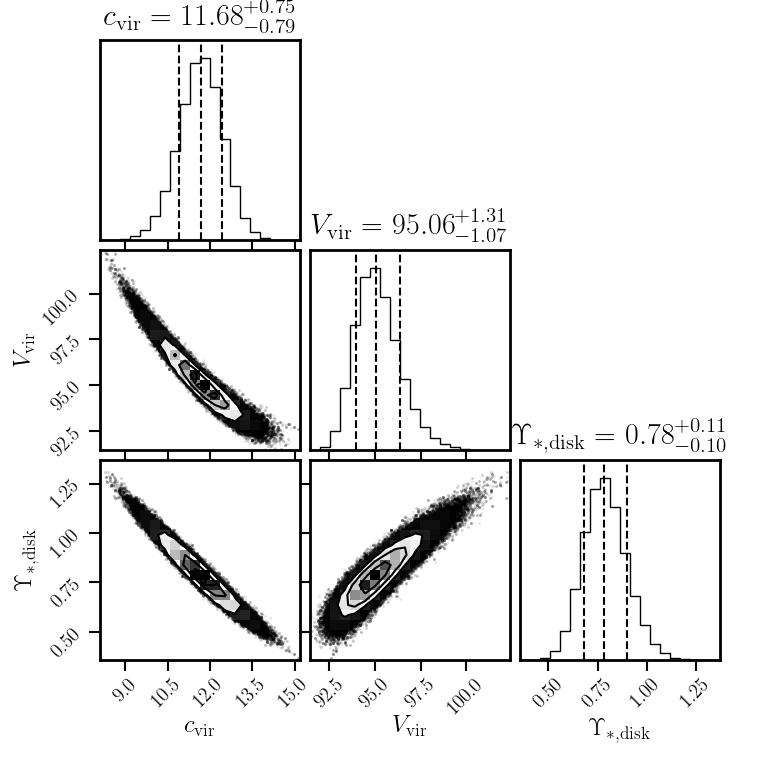 c_vir = 11.68^{+0.75}_{-0.79}
V_vir = 95.06^{+1.31}_{-1.07}
ϒ_{*,disk} = 0.78^{+0.11}_{-0.10}
V_vir
100.0
97.5
95.0
92.5
ϒ_{*,disk}
1.25
1.00
0.75
0.50
9.0 10.5 12.0 13.5 15.0
c_vir
92.5 95.0 97.5 100.0
V_vir
0.50 0.75 1.00 1.25
ϒ_{*,disk}